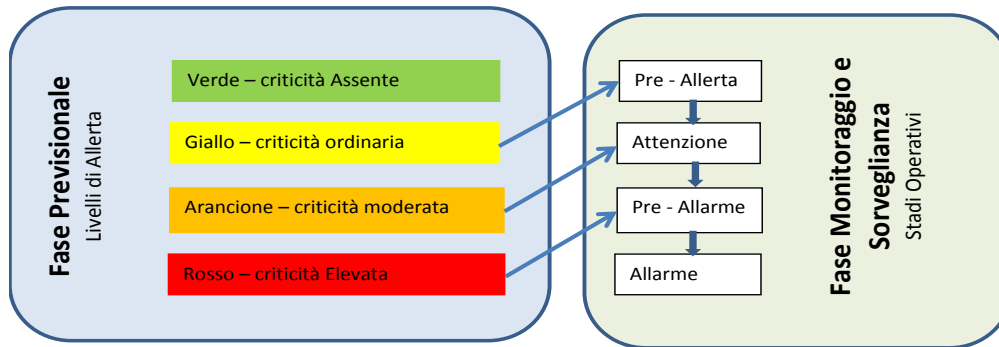 Fase Previsionale
Livelli di Allerta
Verde – criticità Assente
Giallo – criticità ordinaria
Arancione – criticità moderata
Rosso – criticità Elevata
Pre - Allerta
Attenzione
Pre - Allarme
Allarme
Fase Monitoraggio e
Sorveglianza
Stadi Operativi